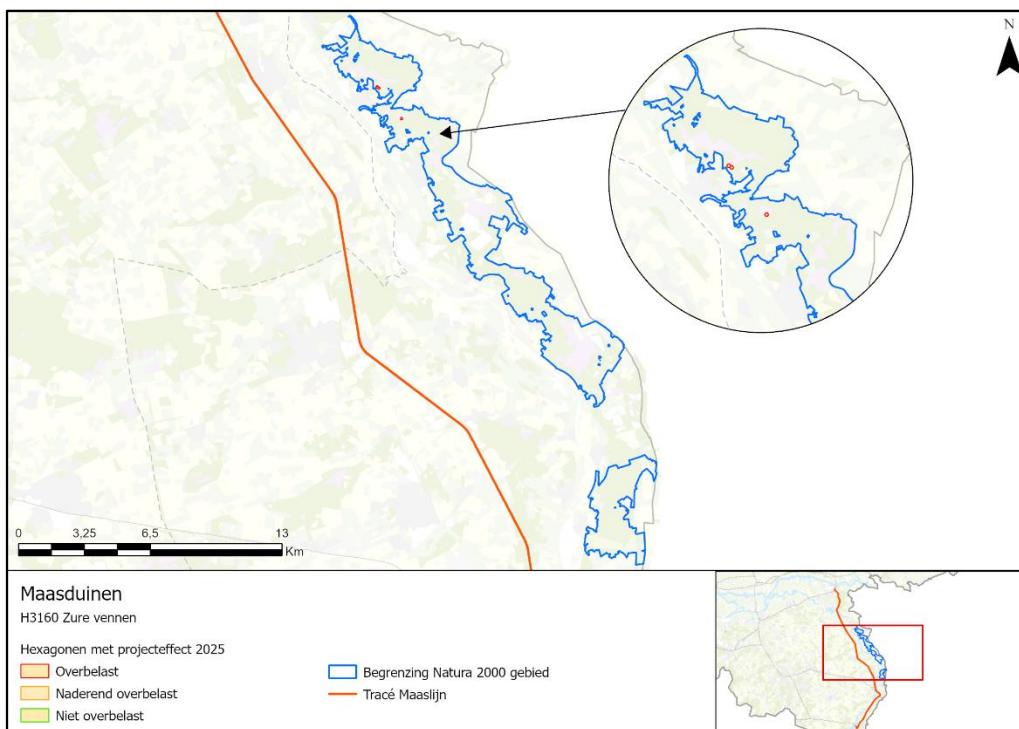 N
0 3,25 6,5 13
Km
Maasduinen
H3160 Zure vennen
Hexagonen met projecteffect 2025
Overbelast
Naderend overbelast
Niet overbelast
Begrenzing Natura 2000 gebied
Tracé Maaslijn